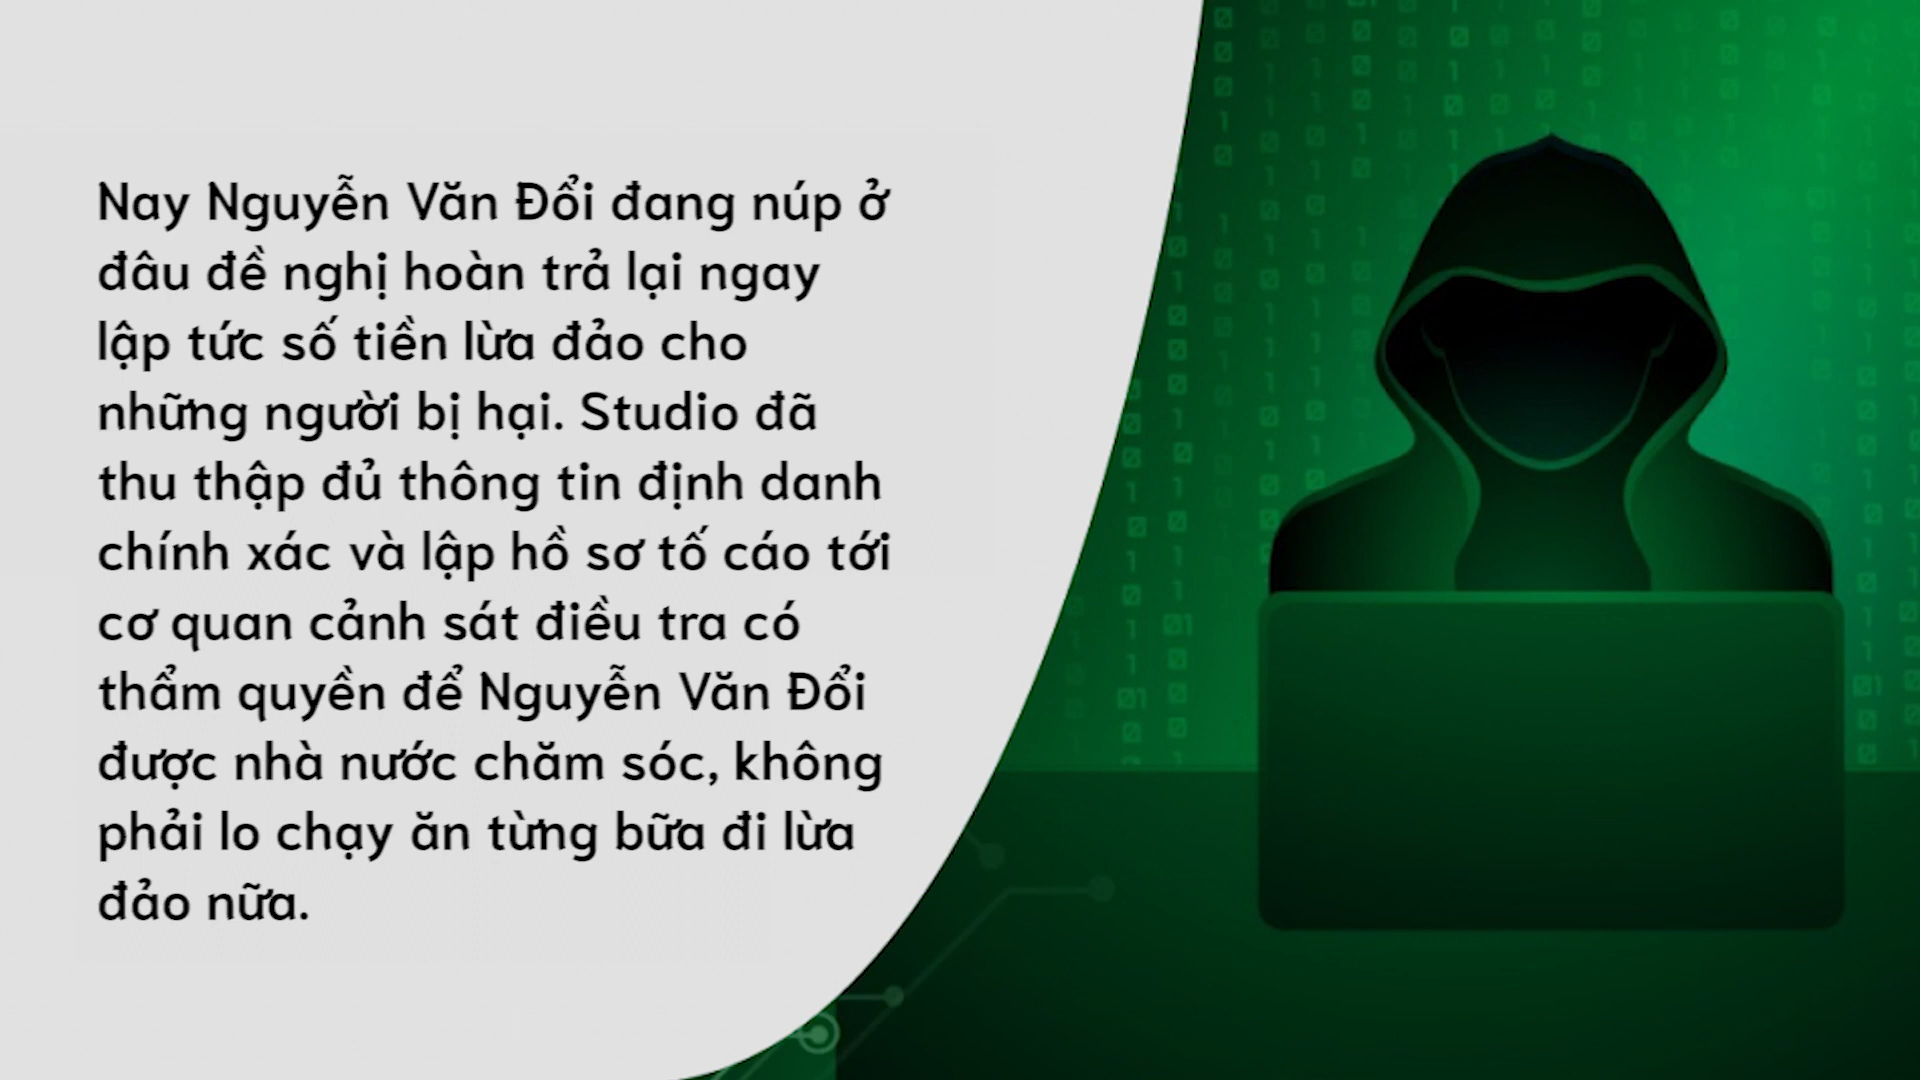 Nay Nguyễn Văn Đổi đang núp ở
đâu đề nghị hoàn trả lại ngay
lập tức số tiền lừa đảo cho
những người bị hại. Studio đã
thu thập đủ thông tin định danh
chính xác và lập hồ sơ tố cáo tới
cơ quan cảnh sát điều tra có
thẩm quyền để Nguyễn Văn Đổi
được nhà nước chăm sóc, không
phải lo chạy ăn từng bữa đi lừa
đảo nữa.